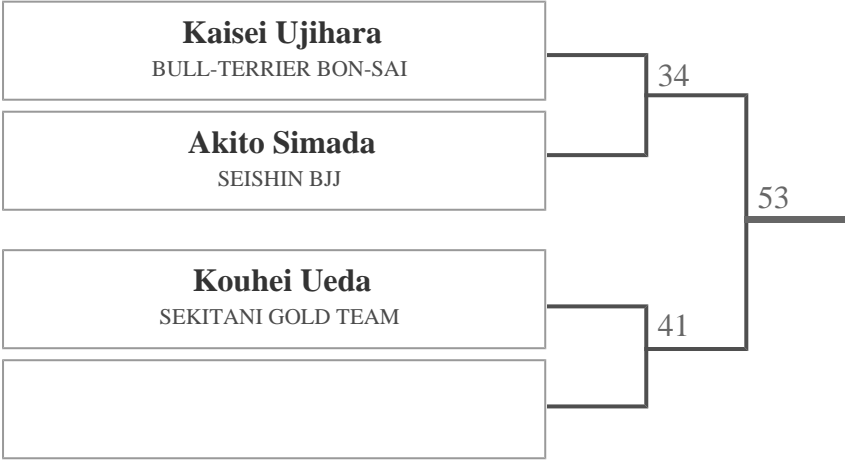 Kaisei Ujihara
BULL-TERRIER BON-SAI
34
Akito Simada
SEISHIN BJJ
53
Kouhei Ueda
SEKITANI GOLD TEAM
41